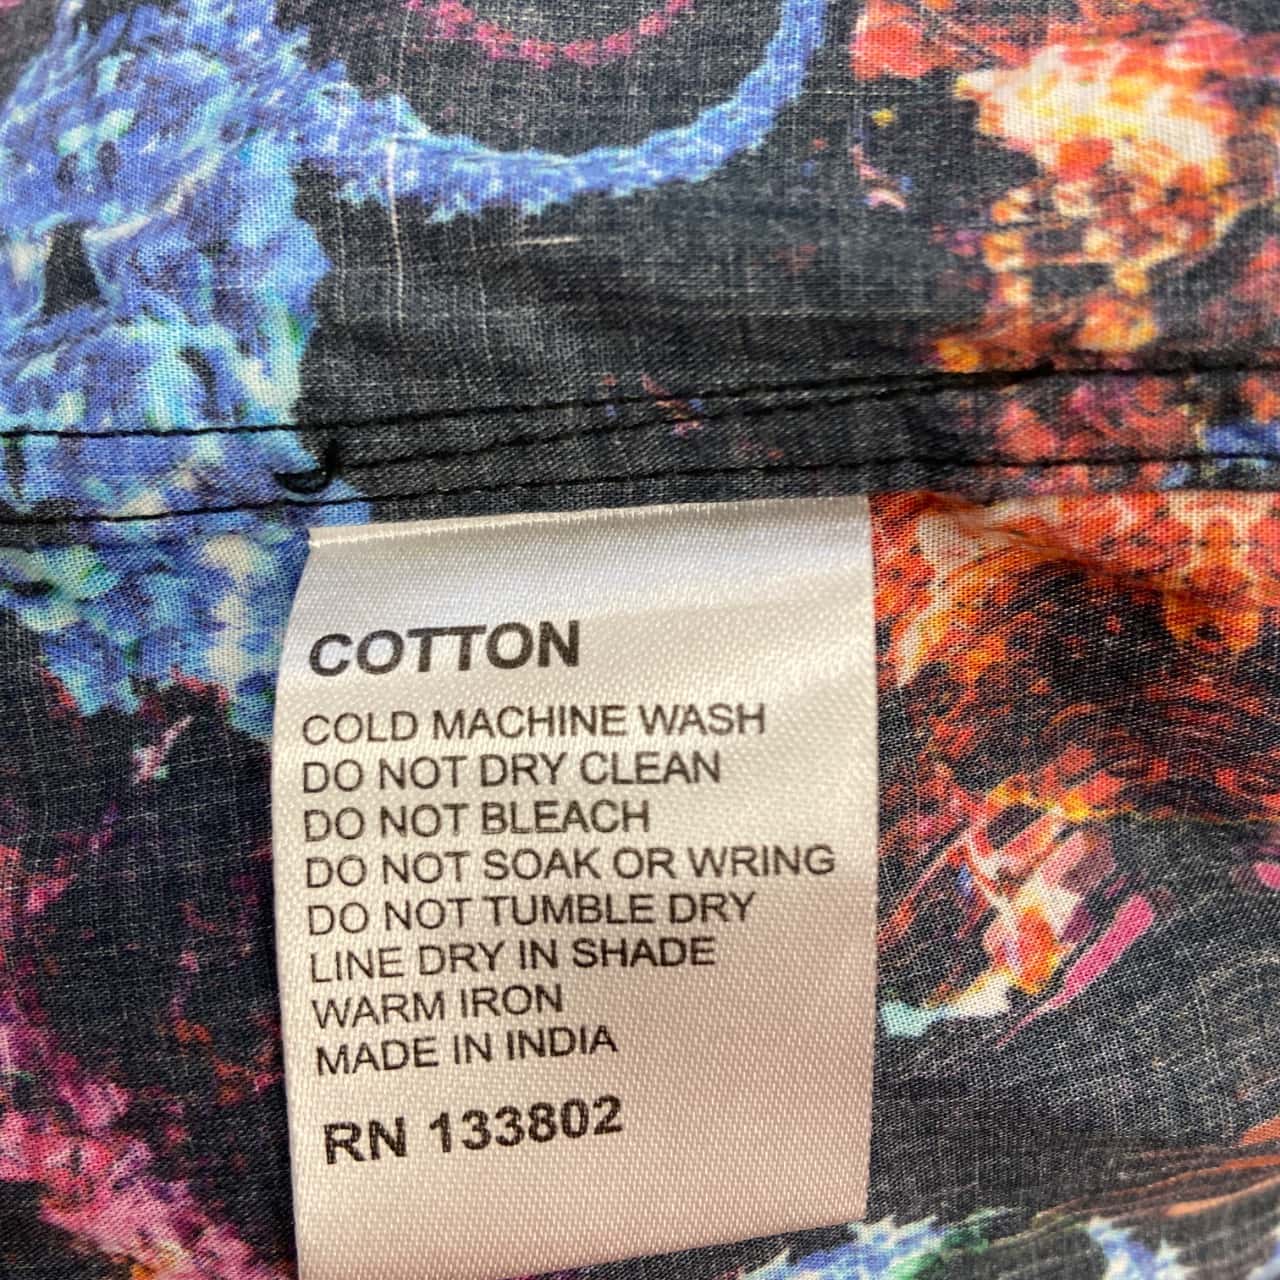 COTTON
COLD MACHINE WASH
DO NOT DRY CLEAN
DO NOT BLEACH
DO NOT SOAK OR WRING
DO NOT TUMBLE DRY
LINE DRY IN SHADE
WARM IRON
MADE IN INDIA
RN 133802